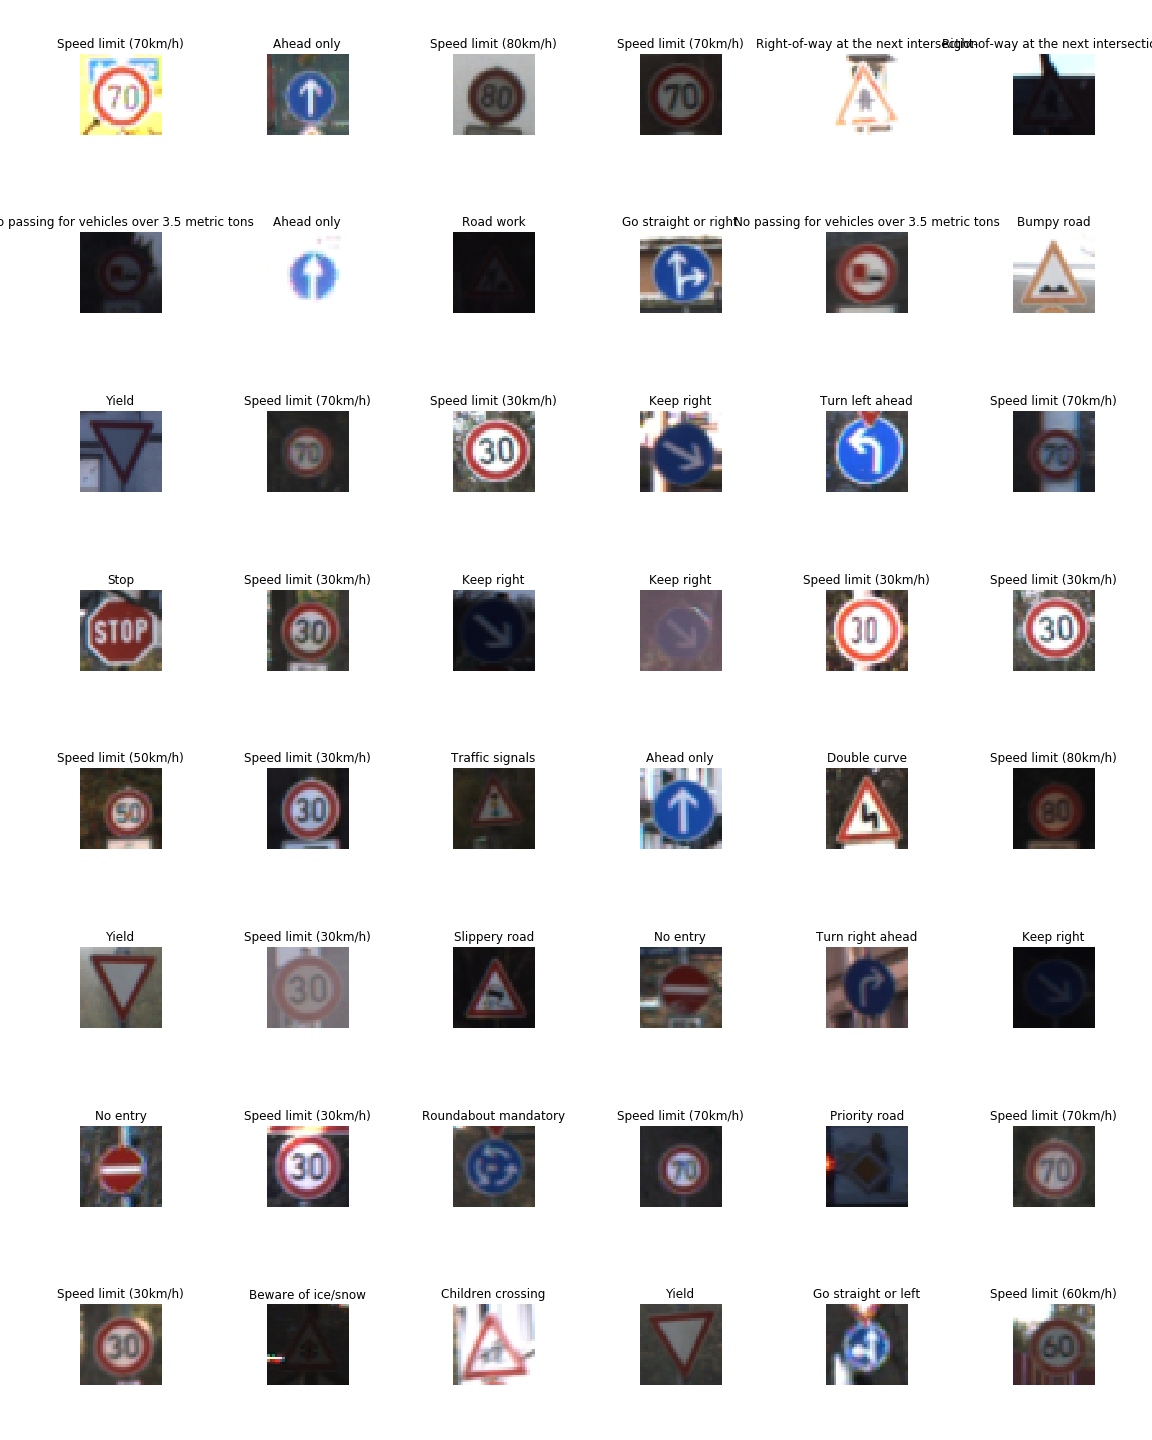 Speed limit (70km/h) Ahead only Speed limit (80km/h) Speed limit (70km/h) Right-of-way at the next intersection Right-of-way at the next intersectio
70 80 70
passing for vehicles over 3.5 metric tons Ahead only Road work Go straight or right No passing for vehicles over 3.5 metric tons Bumpy road
Yield Speed limit (70km/h) Speed limit (30km/h) Keep right Turn left ahead Speed limit (70km/h)
70 30 70
Stop Speed limit (30km/h) Keep right Keep right Speed limit (30km/h) Speed limit (30km/h)
STOP 30 30 30
Speed limit (50km/h) Speed limit (30km/h) Traffic signals Ahead only Double curve Speed limit (80km/h)
50 30 80
Yield Speed limit (30km/h) Slippery road No entry Turn right ahead Keep right
30
No entry Speed limit (30km/h) Roundabout mandatory Speed limit (70km/h) Priority road Speed limit (70km/h)
30 70 70
Speed limit (30km/h) Beware of ice/snow Children crossing Yield Go straight or left Speed limit (60km/h)
30 60